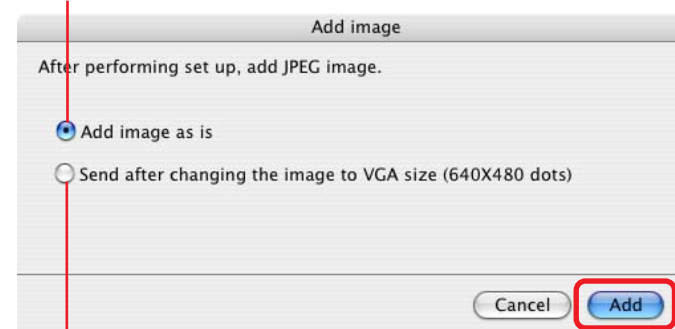 Add image
After performing set up, add JPEG image.
Add image as is
Send after changing the image to VGA size (640X480 dots)
Cancel Add